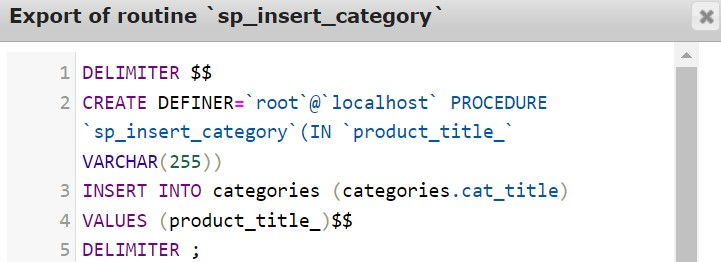 Export of routine `sp_insert_category`
1 DELIMITER $$
2 CREATE DEFINER=`root`@`localhost` PROCEDURE
`sp_insert_category`(IN `product_title_`
VARCHAR(255))
3 INSERT INTO categories (categories.cat_title)
4 VALUES (product_title_)$$
5 DELIMITER ;